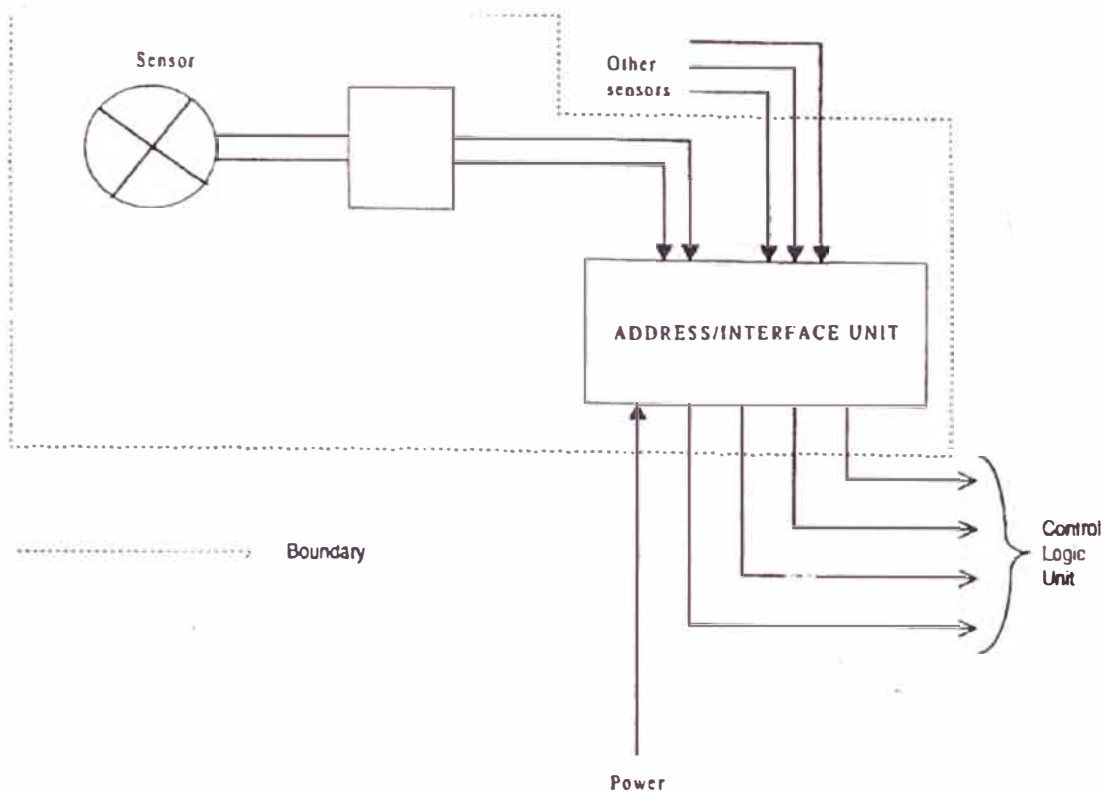 Sensor
Other
sensors
ADDRESS/INTERFACE UNIT
Boundary
Control
Logic
Unit
Power